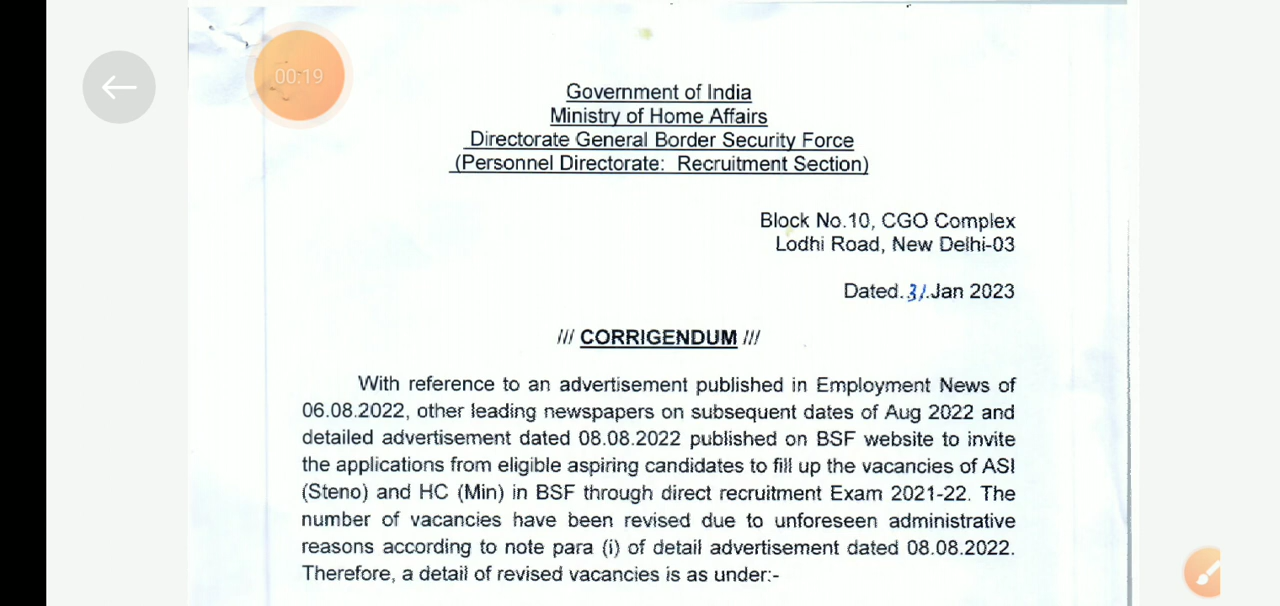 00:19
Government of India
Ministry of Home Affairs
Directorate General Border Security Force
(Personnel Directorate: Recruitment Section)
Block No.10, CGO Complex
Lodhi Road, New Delhi-03
Dated.31.Jan 2023
/// CORRIGENDUM ///
With reference to an advertisement published in Employment News of
06.08.2022, other leading newspapers on subsequent dates of Aug 2022 and
detailed advertisement dated 08.08.2022 published on BSF website to invite
the applications from eligible aspiring candidates to fill up the vacancies of ASI
(Steno) and HC (Min) in BSF through direct recruitment Exam 2021-22. The
number of vacancies have been revised due to unforeseen administrative
reasons according to note para (i) of detail advertisement dated 08.08.2022.
Therefore, a detail of revised vacancies is as under:-